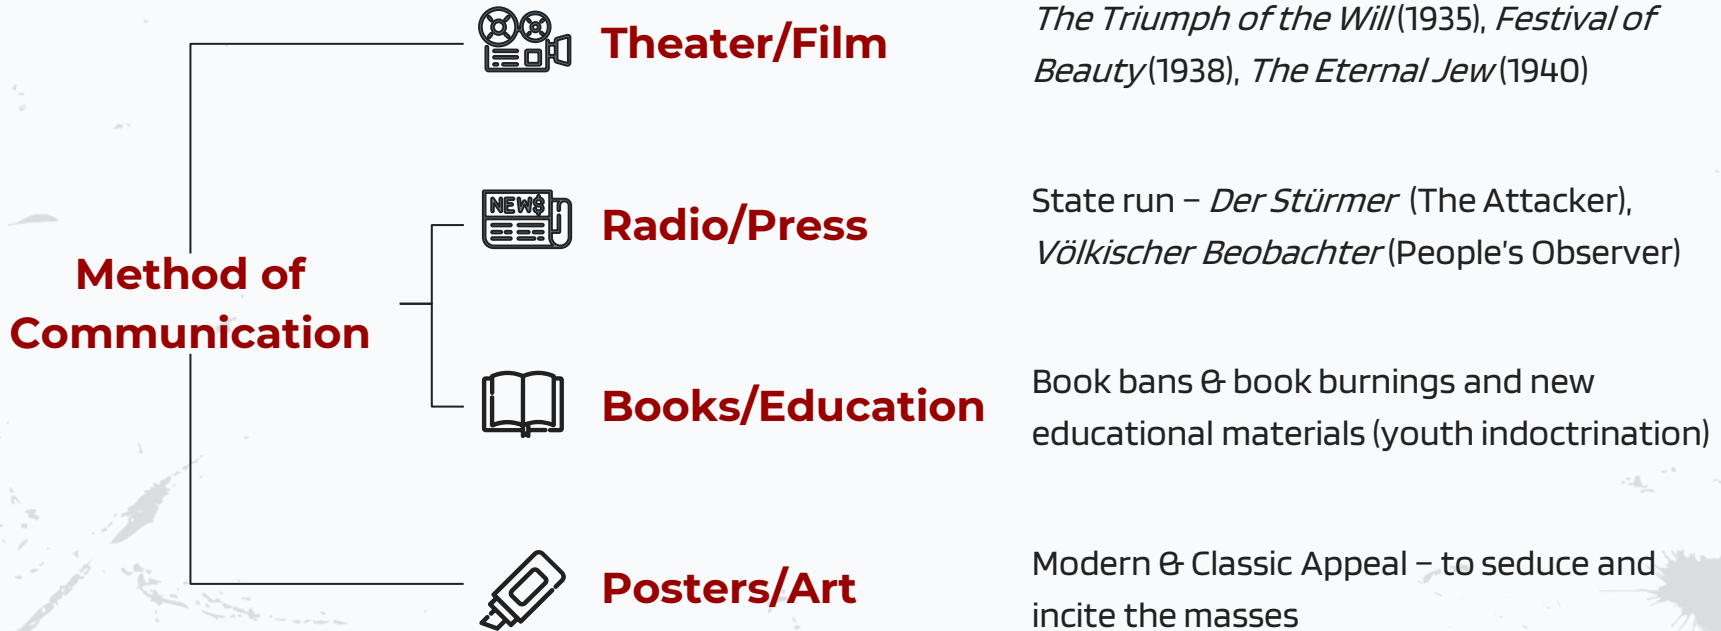 Method of
Communication
Theater/Film
The Triumph of the Will (1935), Festival of
Beauty (1938), The Eternal Jew (1940)
NEWS
Radio/Press
State run – Der Stürmer (The Attacker),
Völkischer Beobachter (People's Observer)
Books/Education
Book bans & book burnings and new
educational materials (youth indoctrination)
Posters/Art
Modern & Classic Appeal – to seduce and
incite the masses